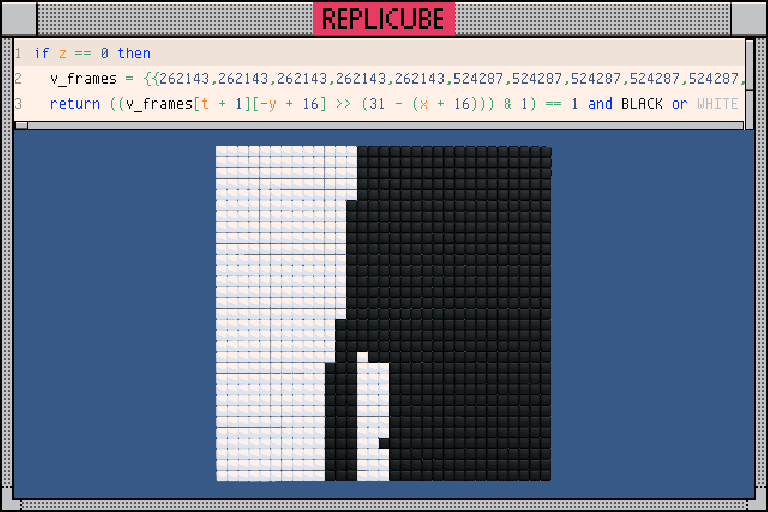 REPLICUBE
1 if z == 0 then
2 v_frames = {{262143,262143,262143,262143,262143,524287,524287,524287,524287,524287,
3 return ((v_frames[t + 1][-y + 16] >> (31 - (x + 16))) & 1) == 1 and BLACK or WHITE